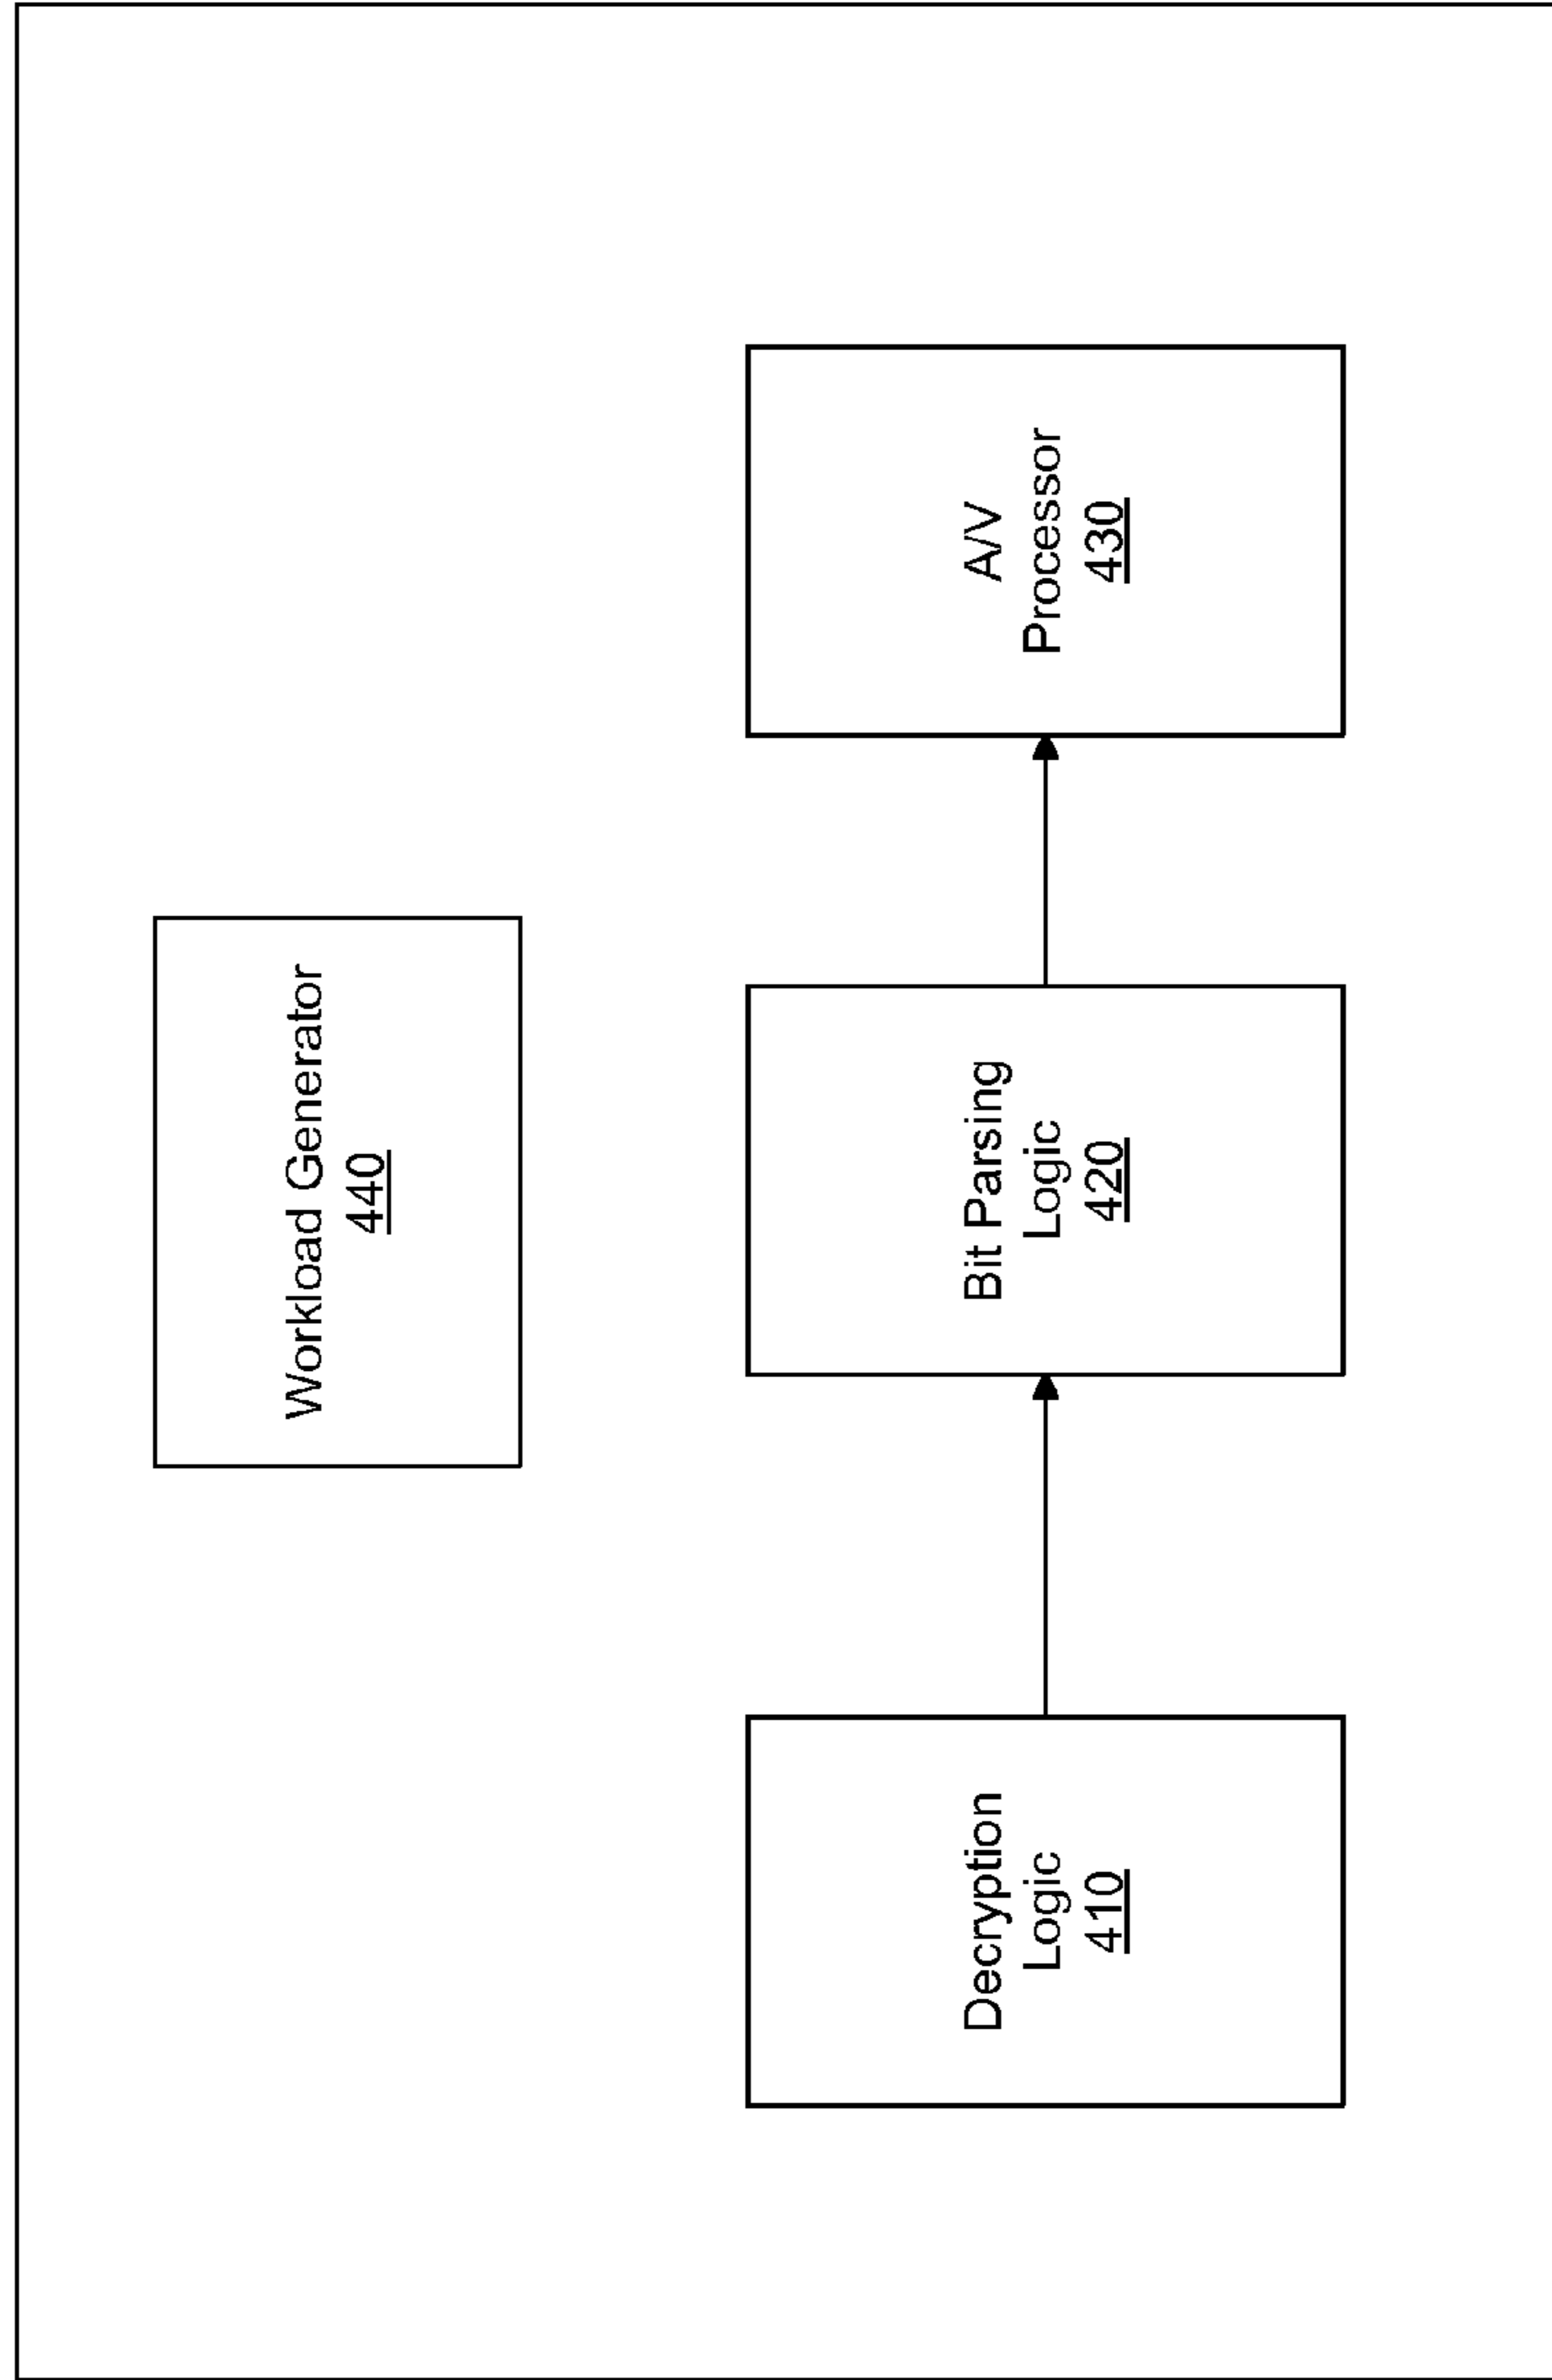 Workload Generator
440
Decryption
Logic
410
Bit Parsing
Logic
420
A/V
Processor
430